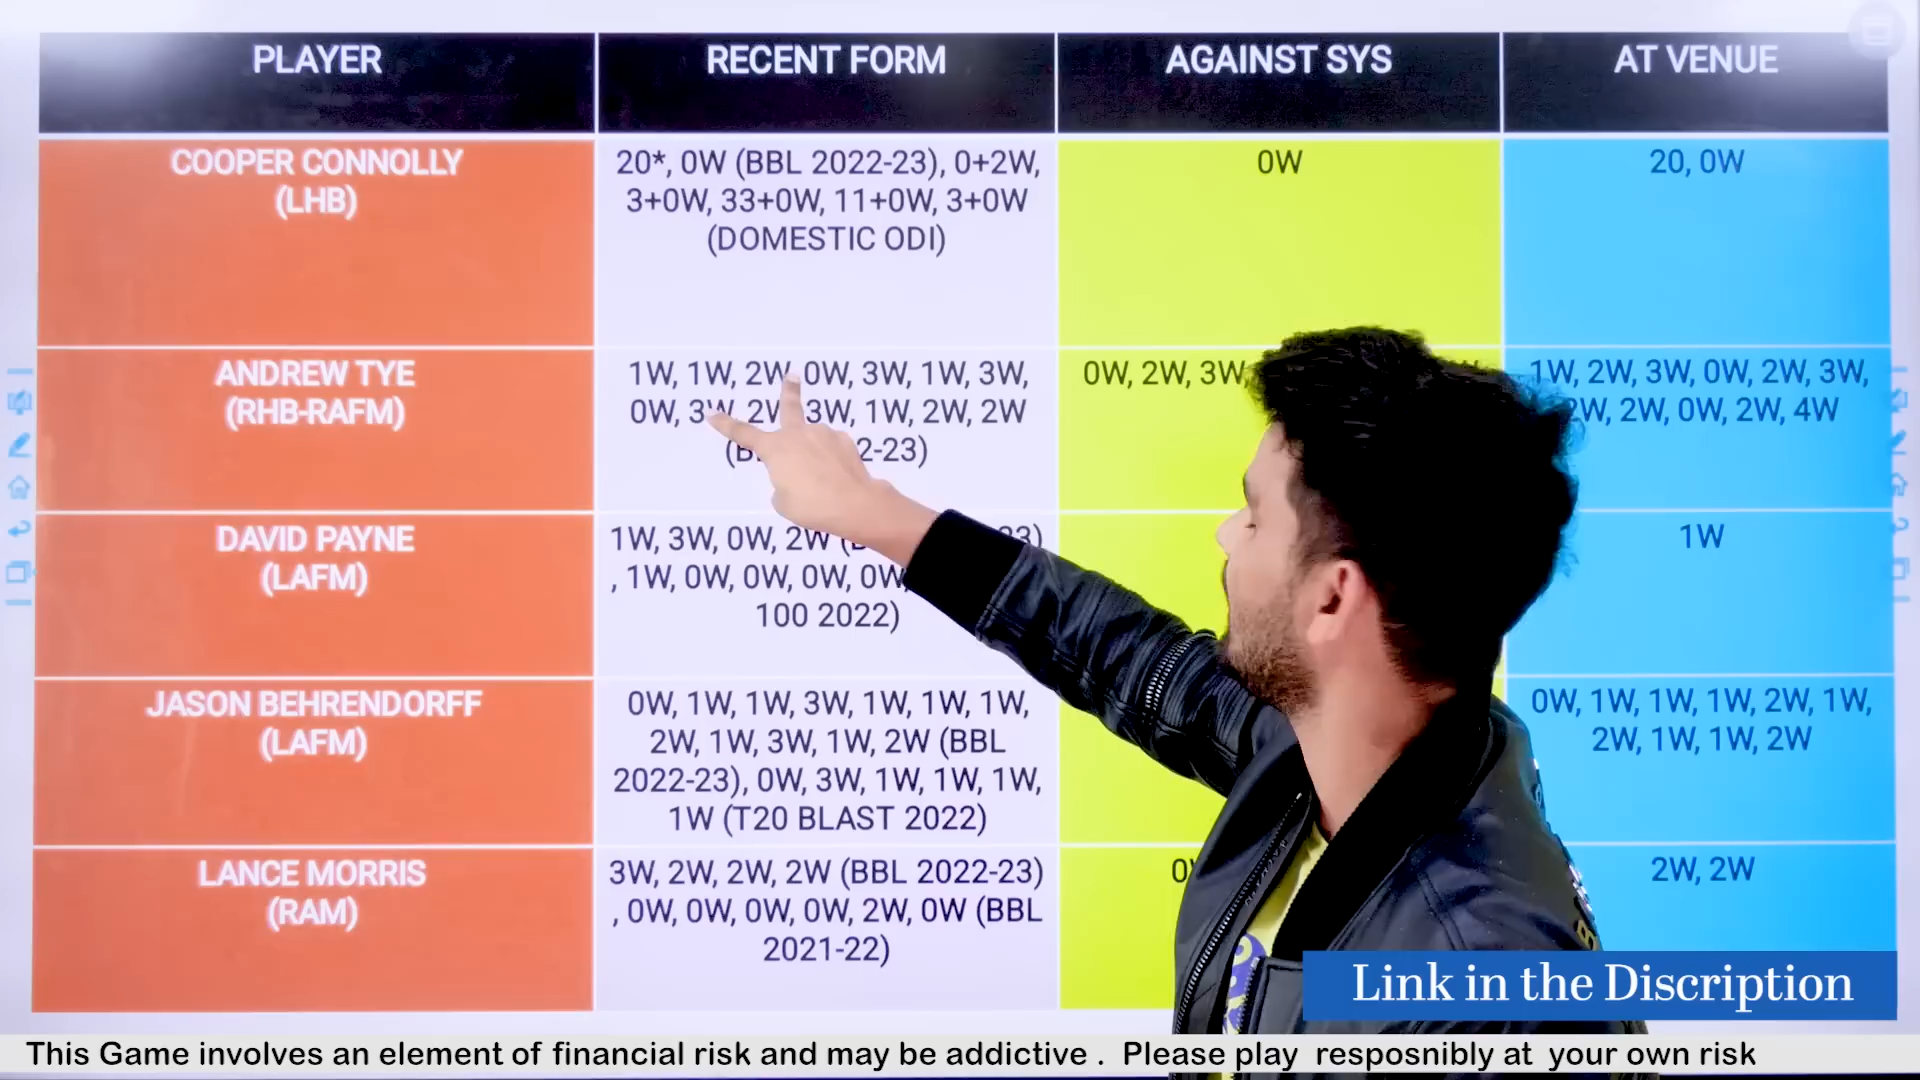 PLAYER
RECENT FORM
AGAINST SYS
AT VENUE
COOPER CONNOLLY
(LHB)
20*, 0W (BBL 2022-23), 0+2W,
3+0W, 33+0W, 11+0W, 3+0W
(DOMESTIC ODI)
0W
20, 0W
ANDREW TYE
(RHB-RAFM)
1W, 1W, 2W, 0W, 3W, 1W, 3W,
0W, 3W, 2W, 3W, 1W, 2W, 2W
2-23)
0W, 2W, 3W
1W, 2W, 3W, 0W, 2W, 3W,
2W, 2W, 0W, 2W, 4W
DAVID PAYNE
(LAFM)
1W, 3W, 0W, 2W
, 1W, 0W, 0W, 0W, 0W
100 2022)
1W
JASON BEHRENDORFF
(LAFM)
0W, 1W, 1W, 3W, 1W, 1W, 1W,
2W, 1W, 3W, 1W, 2W (BBL
2022-23), 0W, 3W, 1W, 1W, 1W,
1W (T20 BLAST 2022)
0W, 1W, 1W, 1W, 2W, 1W,
2W, 1W, 1W, 2W
LANCE MORRIS
(RAM)
3W, 2W, 2W, 2W (BBL 2022-23)
, 0W, 0W, 0W, 0W, 2W, 0W (BBL
2021-22)
2W, 2W
Link in the Discription
This Game involves an element of financial risk and may be addictive . Please play resposnibly at your own risk